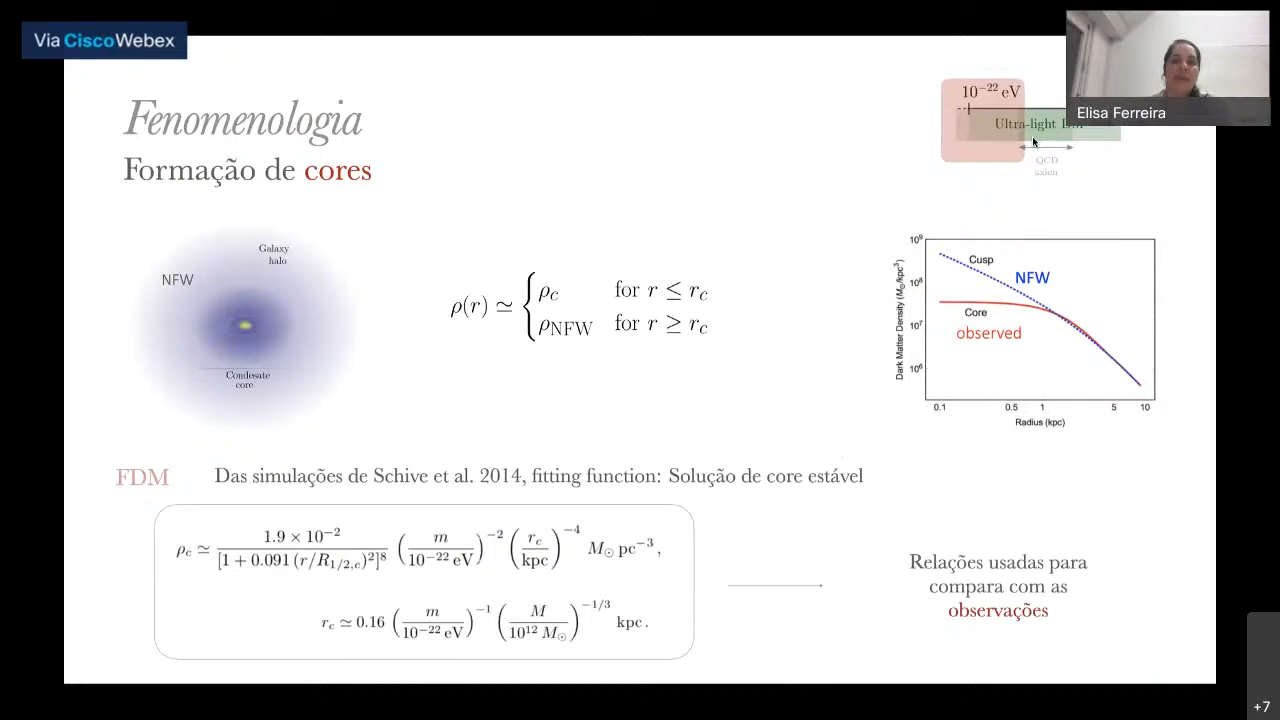 Via Cisco Webex
Fenomenologia
Formação de cores
10⁻²² eV
Ultra-light
QCD
axion
Elisa Ferreira
Galaxy
halo
NFW
Condesate
core
ρ(r) ≃ { ρ_c for r ≤ r_c
ρ_NFW for r ≥ r_c
10⁹
10⁸
10⁷
10⁶
Dark Matter Density (M⊙/kpc³)
Cusp
NFW
Core
observed
0.1 0.5 1 5 10
Radius (kpc)
FDM Das simulações de Schive et al. 2014, fitting function: Solução de core estável
ρ_c ≃ 1.9 × 10⁻² / [1 + 0.091 (r/R_{1/2,c})²]⁸ (m / 10⁻²² eV)⁻² (r_c / kpc)⁻⁴ M⊙ pc⁻³,
r_c ≃ 0.16 (m / 10⁻²² eV)⁻¹ (M / 10¹² M⊙)^{−1/3} kpc.
Relações usadas para
compara com as
observações
+7